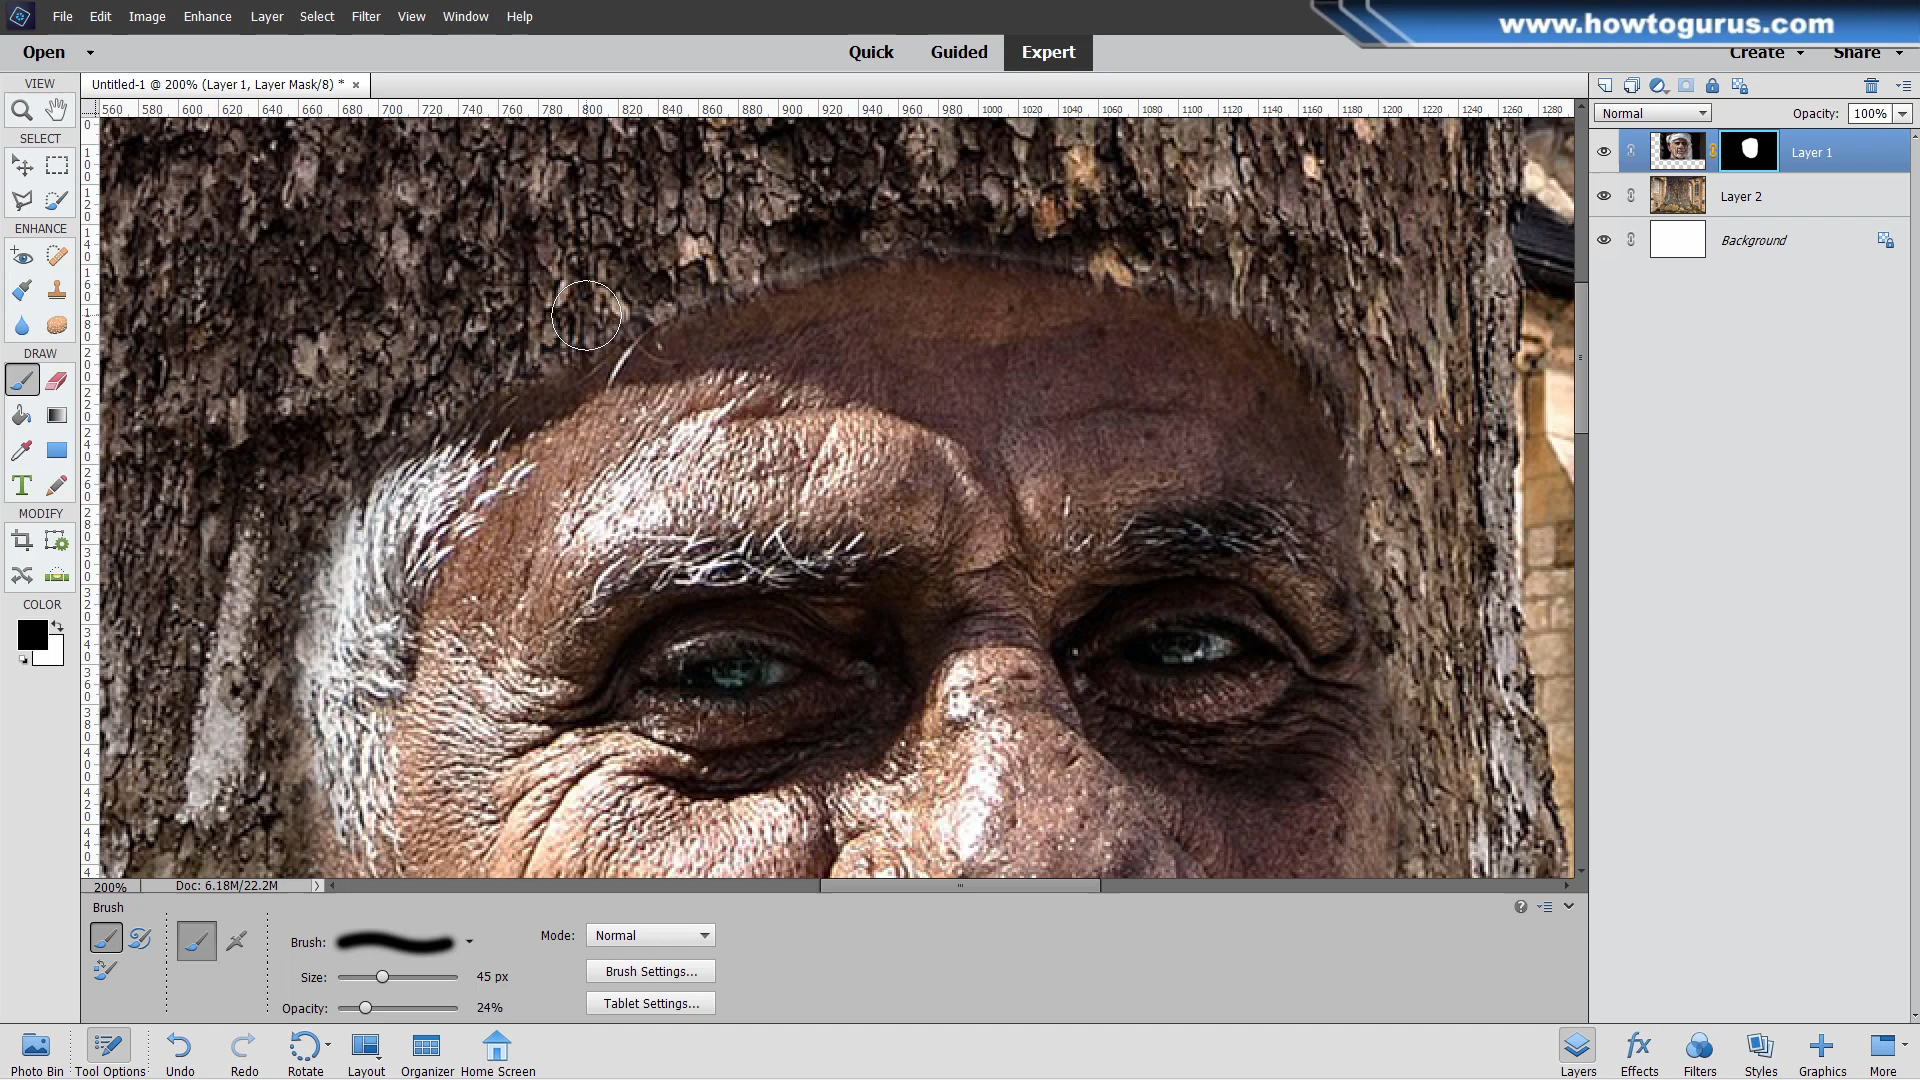 File Edit Image Enhance Layer Select Filter View Window Help
www.howtogurus.com
Open Quick Guided Expert Create Share
VIEW
Untitled-1 @ 200% (Layer 1, Layer Mask/8) * ×
560 580 600 620 640 660 680 700 720 740 760 780 800 820 840 860 880 900 920 940 960 980 1000 1020 1040 1060 1080 1100 1120 1140 1160 1180 1200 1220 1240 1260 1280
Normal Opacity: 100%
SELECT
Layer 1
Layer 2
ENHANCE
Background
DRAW
T
MODIFY
COLOR
200% Doc: 6.18M/22.2M
Brush
Brush: Mode: Normal
Size: 45 px Brush Settings...
Opacity: 24% Tablet Settings...
Photo Bin Tool Options Undo Redo Rotate Layout Organizer Home Screen Layers Effects Filters Styles Graphics More